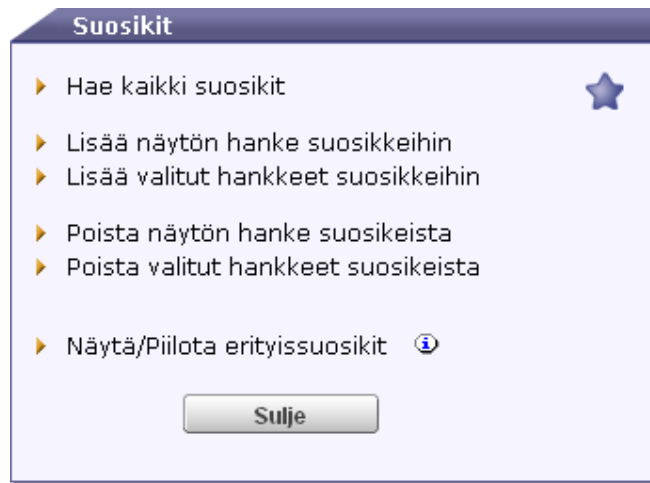 Suosikit
Hae kaikki suosikit
Lisää näytön hanke suosikkeihin
Lisää valitut hankkeet suosikkeihin
Poista näytön hanke suosikeista
Poista valitut hankkeet suosikeista
Näytä/Piilota erityissuosikit
Sulje